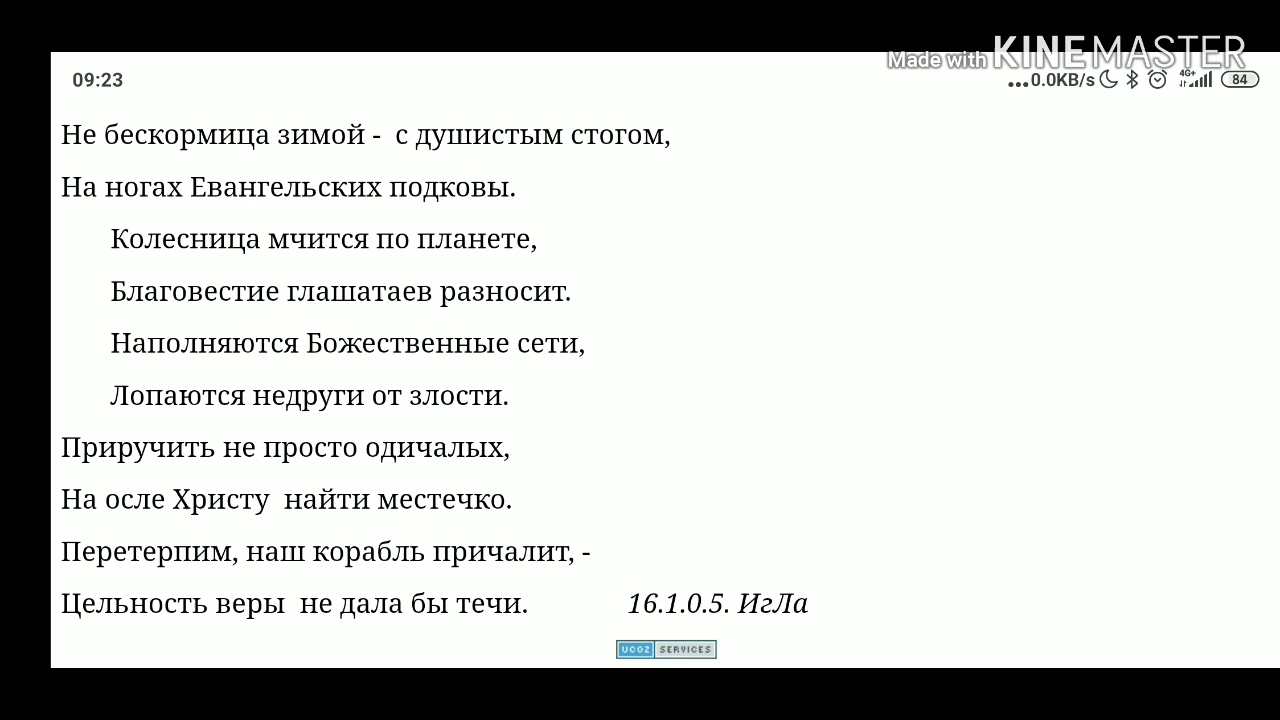 Made with KINEMASTER
09:23
...0.0KB/s 4G+ 84
Не бескормица зимой -  с душистым стогом,
На ногах Евангельских подковы.
Колесница мчится по планете,
Благовестие глашатаев разносит.
Наполняются Божественные сети,
Лопаются недруги от злости.
Приручить не просто одичалых,
На осле Христу  найти местечко.
Перетерпим, наш корабль причалит, -
Цельность веры  не дала бы течи. 16.1.0.5. ИгЛа
UCOZ SERVICES